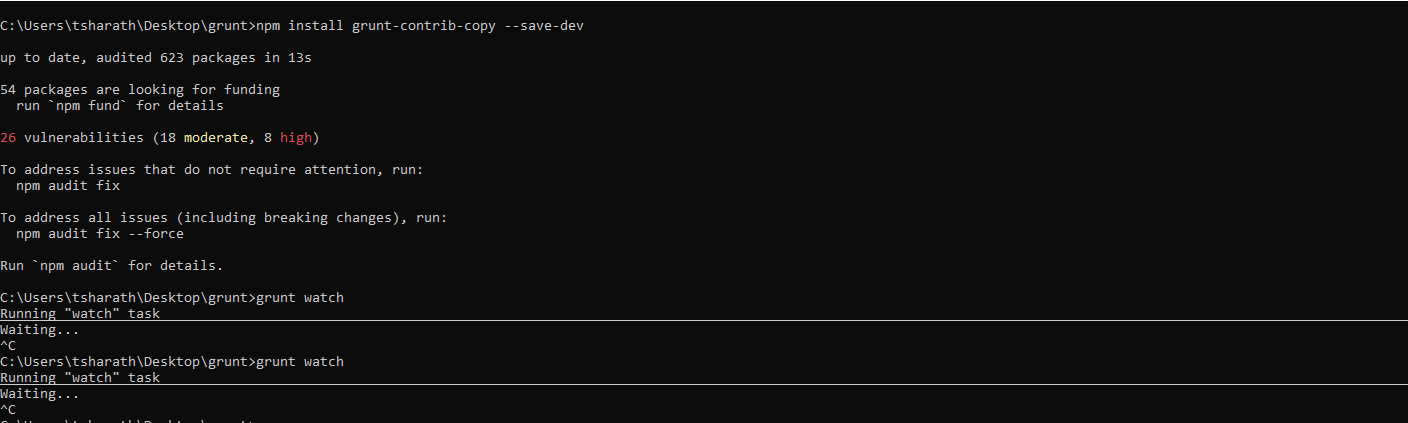 C:\Users\tsharath\Desktop\grunt>npm install grunt-contrib-copy --save-dev
up to date, audited 623 packages in 13s
54 packages are looking for funding
  run `npm fund` for details
26 vulnerabilities (18 moderate, 8 high)
To address issues that do not require attention, run:
  npm audit fix
To address all issues (including breaking changes), run:
  npm audit fix --force
Run `npm audit` for details.
C:\Users\tsharath\Desktop\grunt>grunt watch
Running "watch" task
Waiting...
^C
C:\Users\tsharath\Desktop\grunt>grunt watch
Running "watch" task
Waiting...
^C